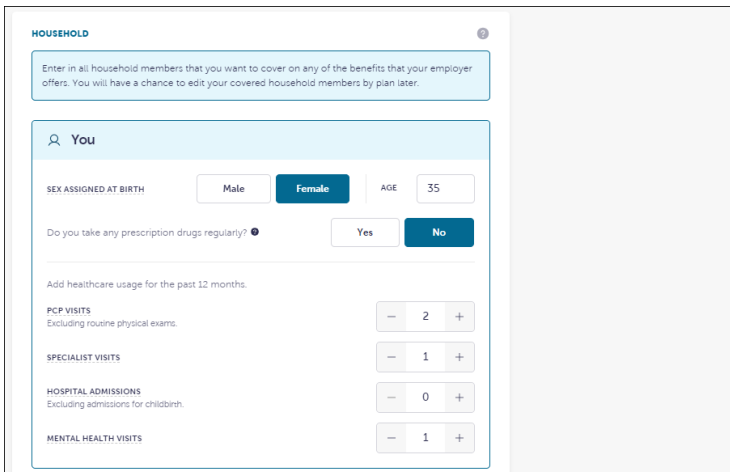 HOUSEHOLD
Enter in all household members that you want to cover on any of the benefits that your employer
offers. You will have a chance to edit your covered household members by plan later.
You
SEX ASSIGNED AT BIRTH Male Female AGE 35
Do you take any prescription drugs regularly? Yes No
Add healthcare usage for the past 12 months.
PCP VISITS
Excluding routine physical exams.
− 2 +
SPECIALIST VISITS − 1 +
HOSPITAL ADMISSIONS
Excluding admissions for childbirth.
− 0 +
MENTAL HEALTH VISITS − 1 +